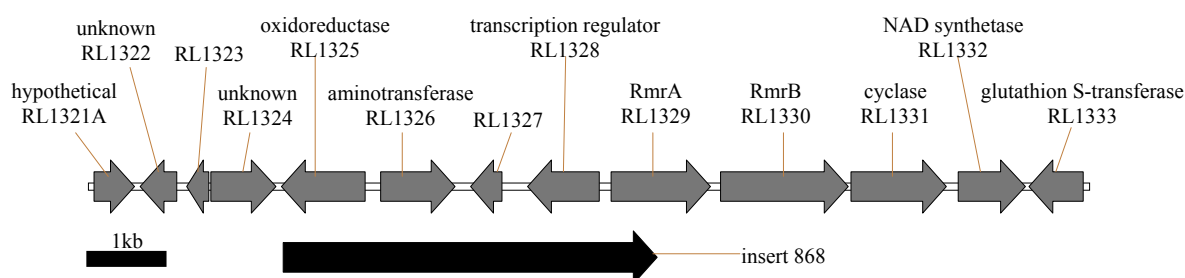 unknown
RL1322
RL1323
oxidoreductase
RL1325
transcription regulator
RL1328
NAD synthetase
RL1332
hypothetical
RL1321A
unknown
RL1324
aminotransferase
RL1326
RL1327
RmrA
RL1329
RmrB
RL1330
cyclase
RL1331
glutathion S-transferase
RL1333
1kb
insert 868